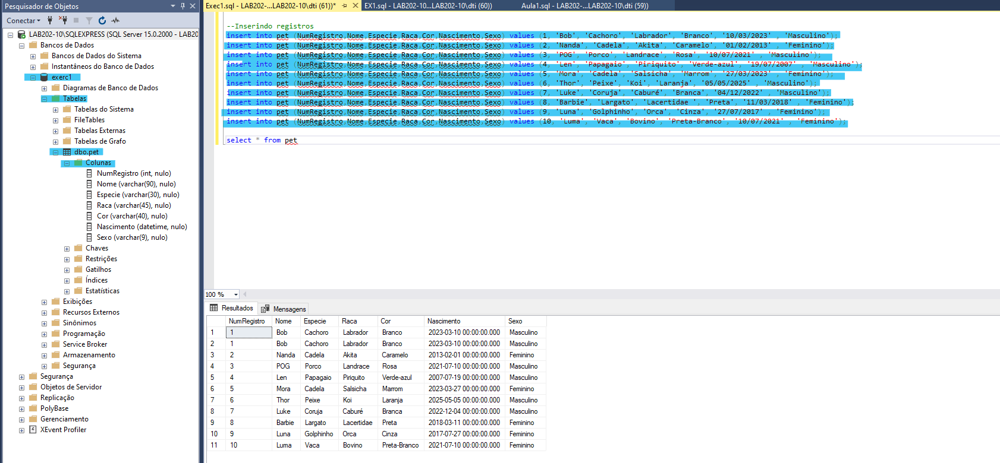 Pesquisador de Objetos
Conectar
LAB202-10\SQLEXPRESS (SQL Server 15.0.2000 - LAB20
Bancos de Dados
Bancos de Dados do Sistema
Instantâneos do Banco de Dados
exerc1
Diagramas de Banco de Dados
Tabelas
Tabelas do Sistema
FileTables
Tabelas Externas
Tabelas de Grafo
dbo.pet
Colunas
NumRegistro (int, nulo)
Nome (varchar(90), nulo)
Especie (varchar(30), nulo)
Raca (varchar(45), nulo)
Cor (varchar(40), nulo)
Nascimento (datetime, nulo)
Sexo (varchar(9), nulo)
Chaves
Restrições
Gatilhos
Índices
Estatísticas
Exibições
Recursos Externos
Sinônimos
Programação
Service Broker
Armazenamento
Segurança
Segurança
Objetos de Servidor
Replicação
PolyBase
Gerenciamento
XEvent Profiler
Exec1.sql - LAB202-...LAB202-10\dti (61))* EX1.sql - LAB202-10...LAB202-10\dti (60)) Aula1.sql - LAB202-...LAB202-10\dti (59))
--Inserindo registros
insert into pet (NumRegistro,Nome,Especie,Raca,Cor,Nascimento,Sexo) values (1, 'Bob', 'Cachoro', 'Labrador', 'Branco', '10/03/2023' , 'Masculino');
insert into pet (NumRegistro,Nome,Especie,Raca,Cor,Nascimento,Sexo) values (2, 'Nanda', 'Cadela', 'Akita', 'Caramelo', '01/02/2013' , 'Feminino');
insert into pet (NumRegistro,Nome,Especie,Raca,Cor,Nascimento,Sexo) values (3, 'POG', 'Porco', 'Landrace', 'Rosa', '10/07/2021' , 'Masculino');
insert into pet (NumRegistro,Nome,Especie,Raca,Cor,Nascimento,Sexo) values (4, 'Len', 'Papagaio', 'Piriquito', 'Verde-azul', '19/07/2007' , 'Masculino');
insert into pet (NumRegistro,Nome,Especie,Raca,Cor,Nascimento,Sexo) values (5, 'Mora', 'Cadela', 'Salsicha', 'Marrom', '27/03/2023' , 'Feminino');
insert into pet (NumRegistro,Nome,Especie,Raca,Cor,Nascimento,Sexo) values (6, 'Thor', 'Peixe', 'Koi', 'Laranja', '05/05/2025' , 'Masculino');
insert into pet (NumRegistro,Nome,Especie,Raca,Cor,Nascimento,Sexo) values (7, 'Luke', 'Coruja', 'Caburé', 'Branca', '04/12/2022' , 'Masculino');
insert into pet (NumRegistro,Nome,Especie,Raca,Cor,Nascimento,Sexo) values (8, 'Barbie', 'Largato', 'Lacertidae ', 'Preta', '11/03/2018' , 'Feminino');
insert into pet (NumRegistro,Nome,Especie,Raca,Cor,Nascimento,Sexo) values (9, 'Luna', 'Golphinho', 'Orca', 'Cinza', '27/07/2017' , 'Feminino');
insert into pet (NumRegistro,Nome,Especie,Raca,Cor,Nascimento,Sexo) values (10, 'Luma', 'Vaca', 'Bovino', 'Preta-Branco', '10/07/2021' , 'Feminino');
select * from pet
100 %
Resultados Mensagens
NumRegistro Nome Especie Raca Cor Nascimento Sexo
1 1 Bob Cachoro Labrador Branco 2023-03-10 00:00:00.000 Masculino
2 1 Bob Cachoro Labrador Branco 2023-03-10 00:00:00.000 Masculino
3 2 Nanda Cadela Akita Caramelo 2013-02-01 00:00:00.000 Feminino
4 3 POG Porco Landrace Rosa 2021-07-10 00:00:00.000 Masculino
5 4 Len Papagaio Piriquito Verde-azul 2007-07-19 00:00:00.000 Masculino
6 5 Mora Cadela Salsicha Marrom 2023-03-27 00:00:00.000 Feminino
7 6 Thor Peixe Koi Laranja 2025-05-05 00:00:00.000 Masculino
8 7 Luke Coruja Caburé Branca 2022-12-04 00:00:00.000 Masculino
9 8 Barbie Largato Lacertidae Preta 2018-03-11 00:00:00.000 Feminino
10 9 Luna Golphinho Orca Cinza 2017-07-27 00:00:00.000 Feminino
11 10 Luma Vaca Bovino Preta-Branco 2021-07-10 00:00:00.000 Feminino